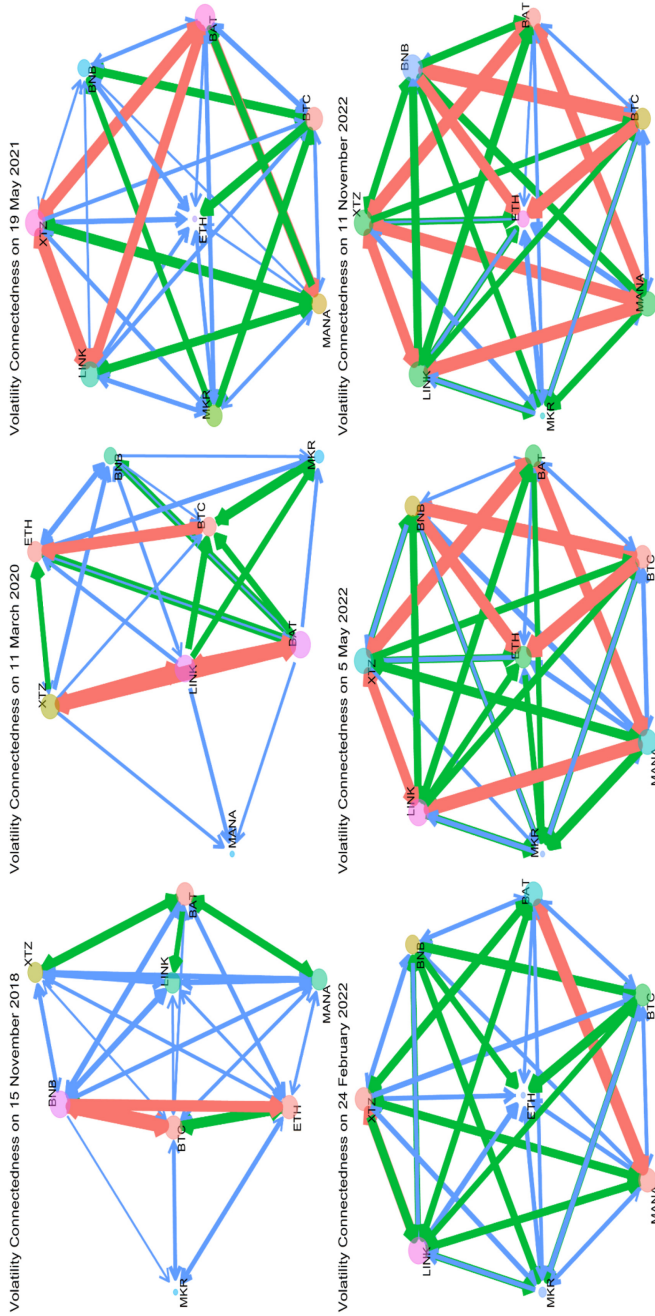 Volatility Connectedness on 15 November 2018
XTZ
BNB
LINK
BAT
BTC
MKR
ETH
MANA
Volatility Connectedness on 11 March 2020
ETH
XTZ
BNB
LINK
BTC
MANA
BAT
MKR
Volatility Connectedness on 19 May 2021
XTZ
BNB
LINK
BAT
ETH
MKR
BTC
MANA
Volatility Connectedness on 24 February 2022
XTZ
BNB
LINK
BAT
ETH
MKR
BTC
MANA
Volatility Connectedness on 5 May 2022
XTZ
BNB
LINK
ETH
BAT
MKR
BTC
MANA
Volatility Connectedness on 11 November 2022
XTZ
BNB
BAT
LINK
ETH
MKR
BTC
MANA